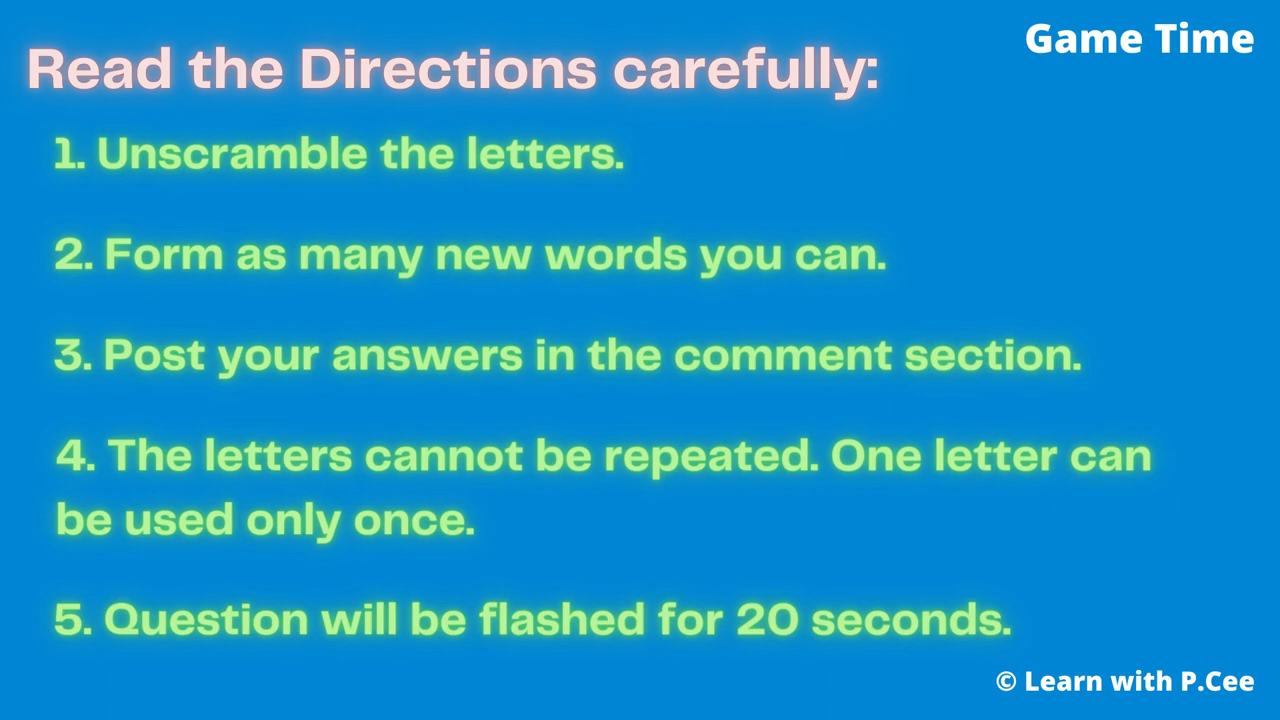 Game Time
Read the Directions carefully:
1. Unscramble the letters.
2. Form as many new words you can.
3. Post your answers in the comment section.
4. The letters cannot be repeated. One letter can
be used only once.
5. Question will be flashed for 20 seconds.
© Learn with P.Cee